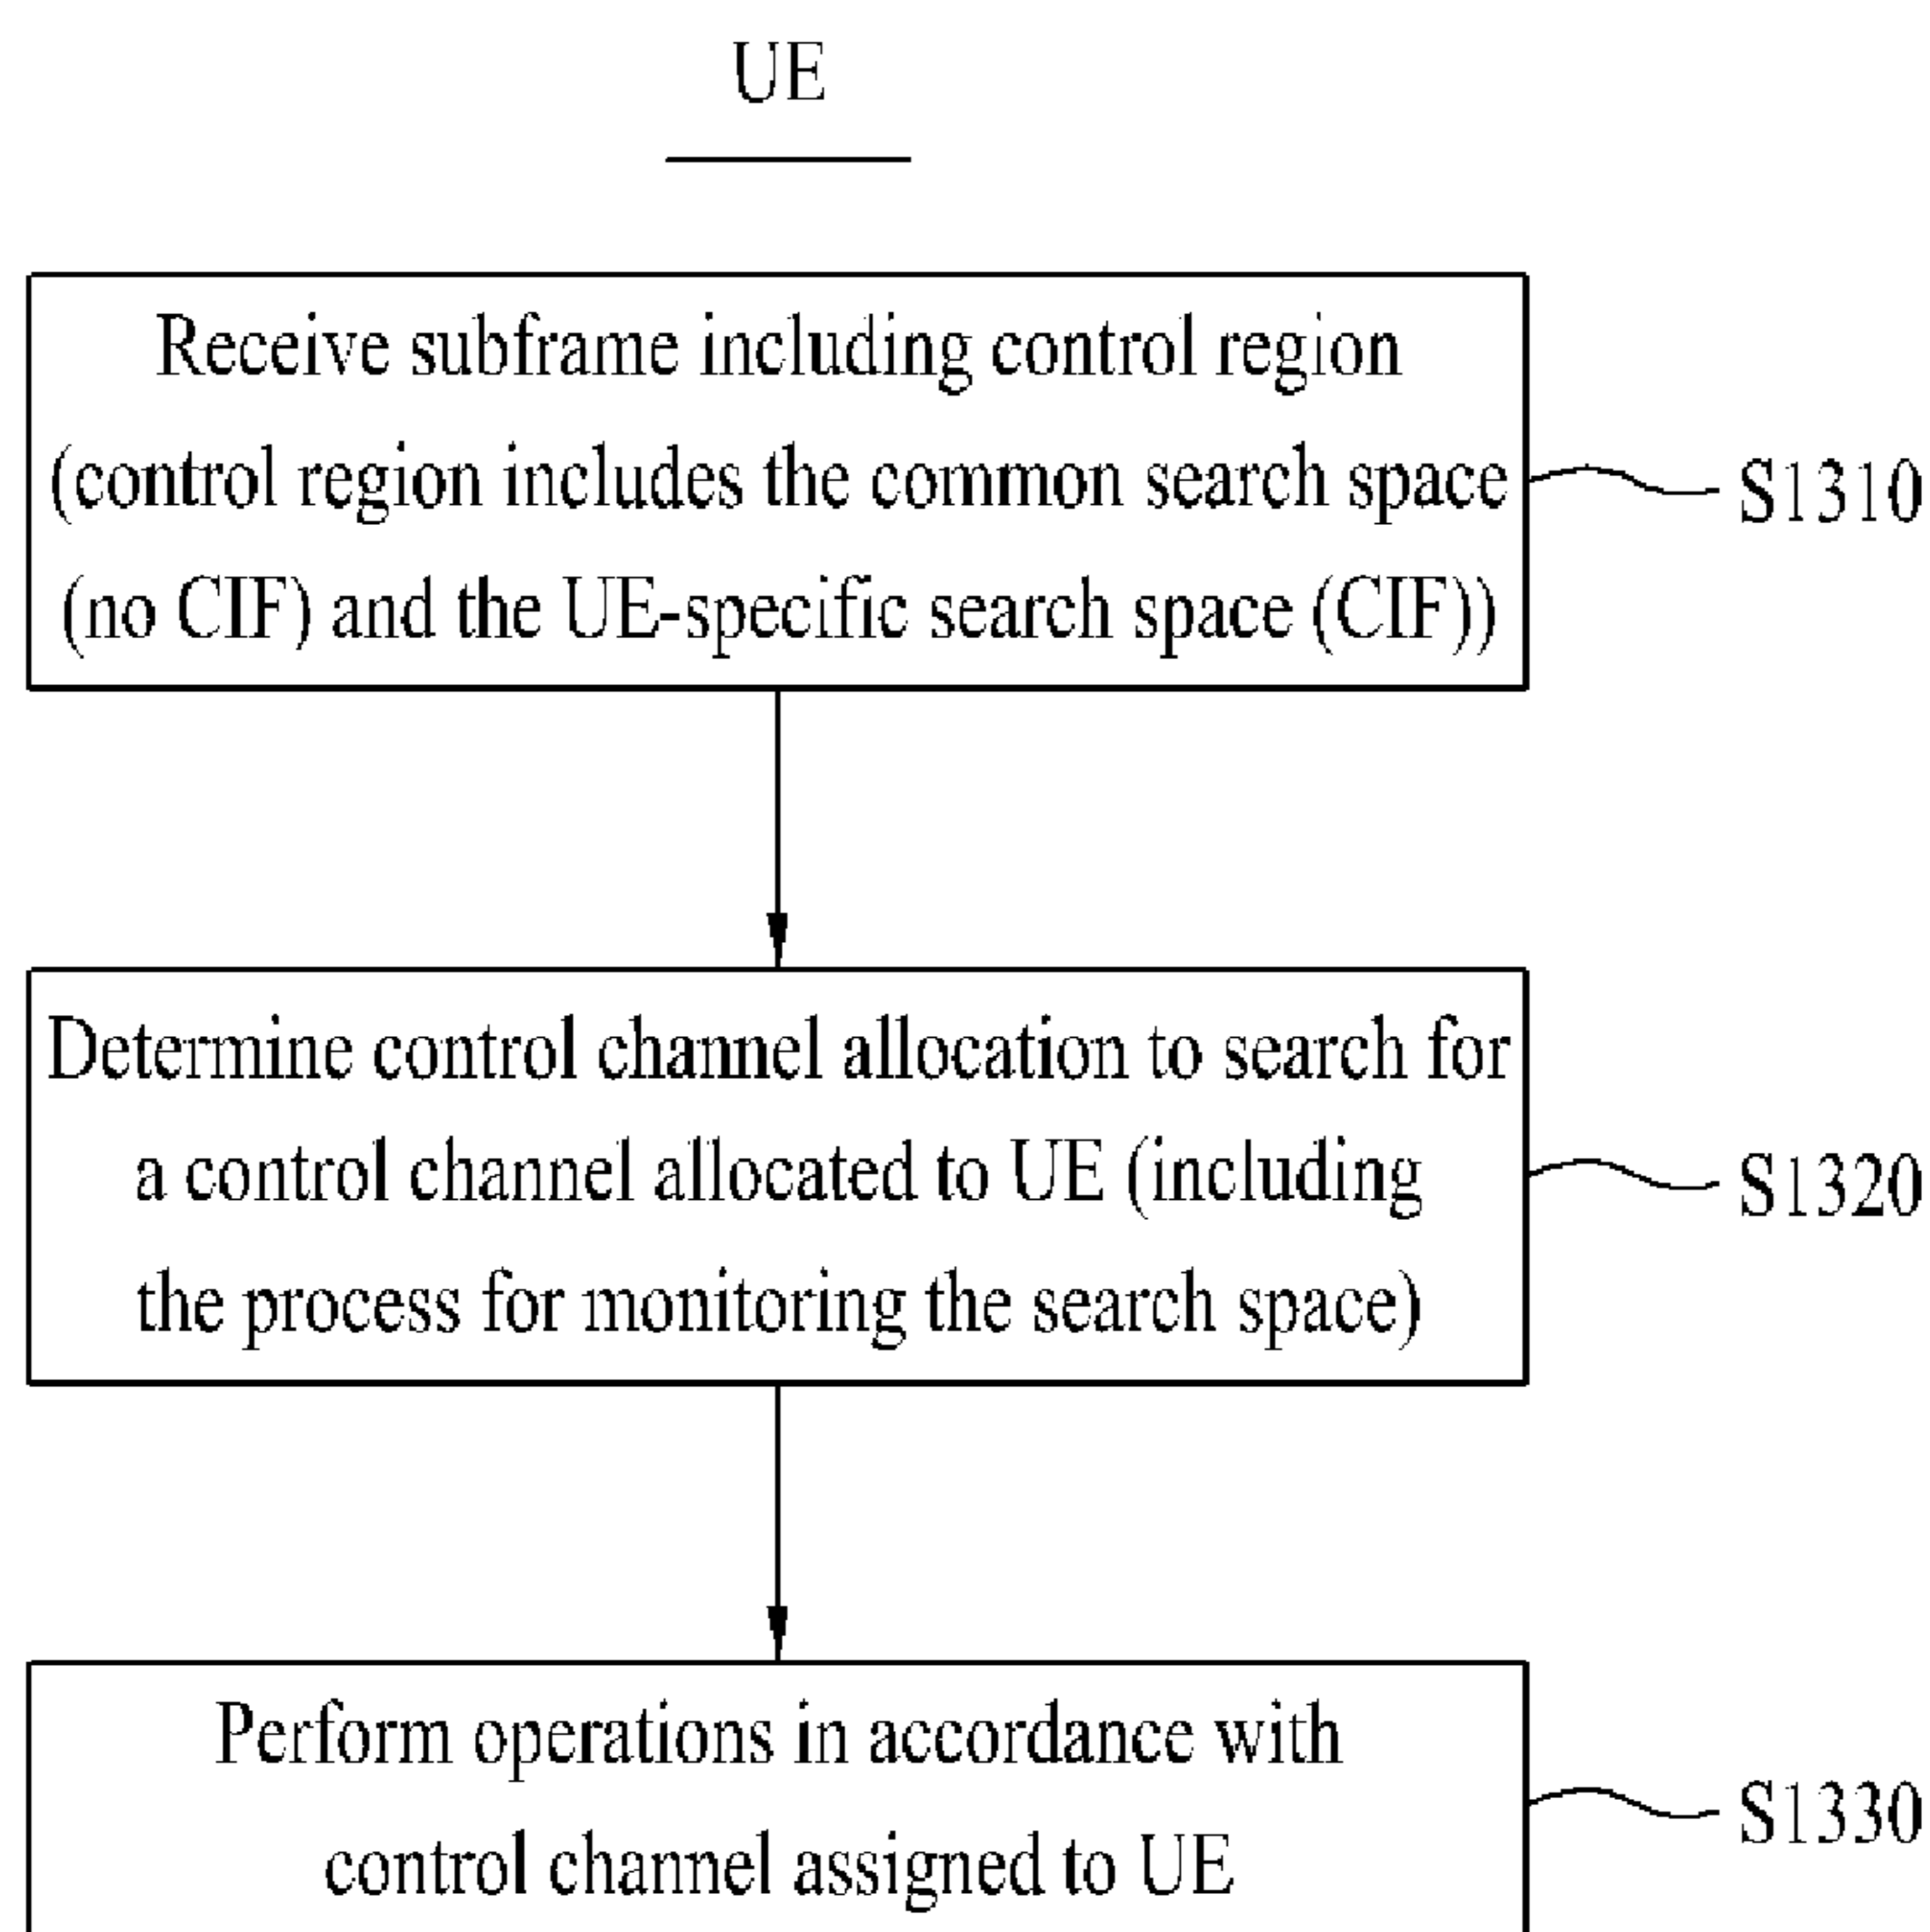 UE
Receive subframe including control region
(control region includes the common search space
(no CIF) and the UE-specific search space (CIF))
S1310
Determine control channel allocation to search for
a control channel allocated to UE (including
the process for monitoring the search space)
S1320
Perform operations in accordance with
control channel assigned to UE
S1330